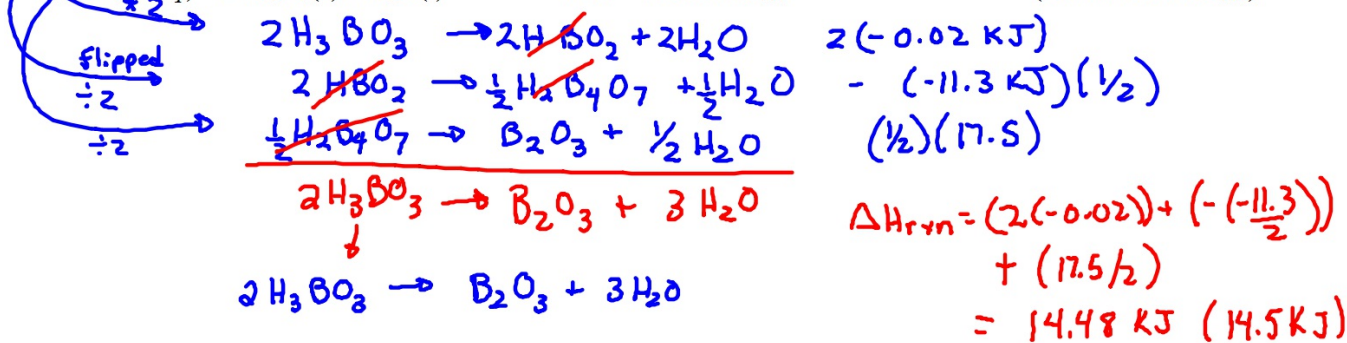 *2
2H₃BO₃ → 2HBO₂ + 2H₂O 2(-0.02 KJ)
flipped
÷2
2HBO₂ → ½H₂B₄O₇ + ½H₂O - (-11.3 KJ)(½)
÷2
½H₂B₄O₇ → B₂O₃ + ½H₂O (½)(17.5)
2H₃BO₃ → B₂O₃ + 3H₂O
ΔHrxn = (2(-0.02)) + (-(-11.3/2))
+ (17.5/2)
2H₃BO₃ → B₂O₃ + 3H₂O
= 14.48 KJ (14.5KJ)